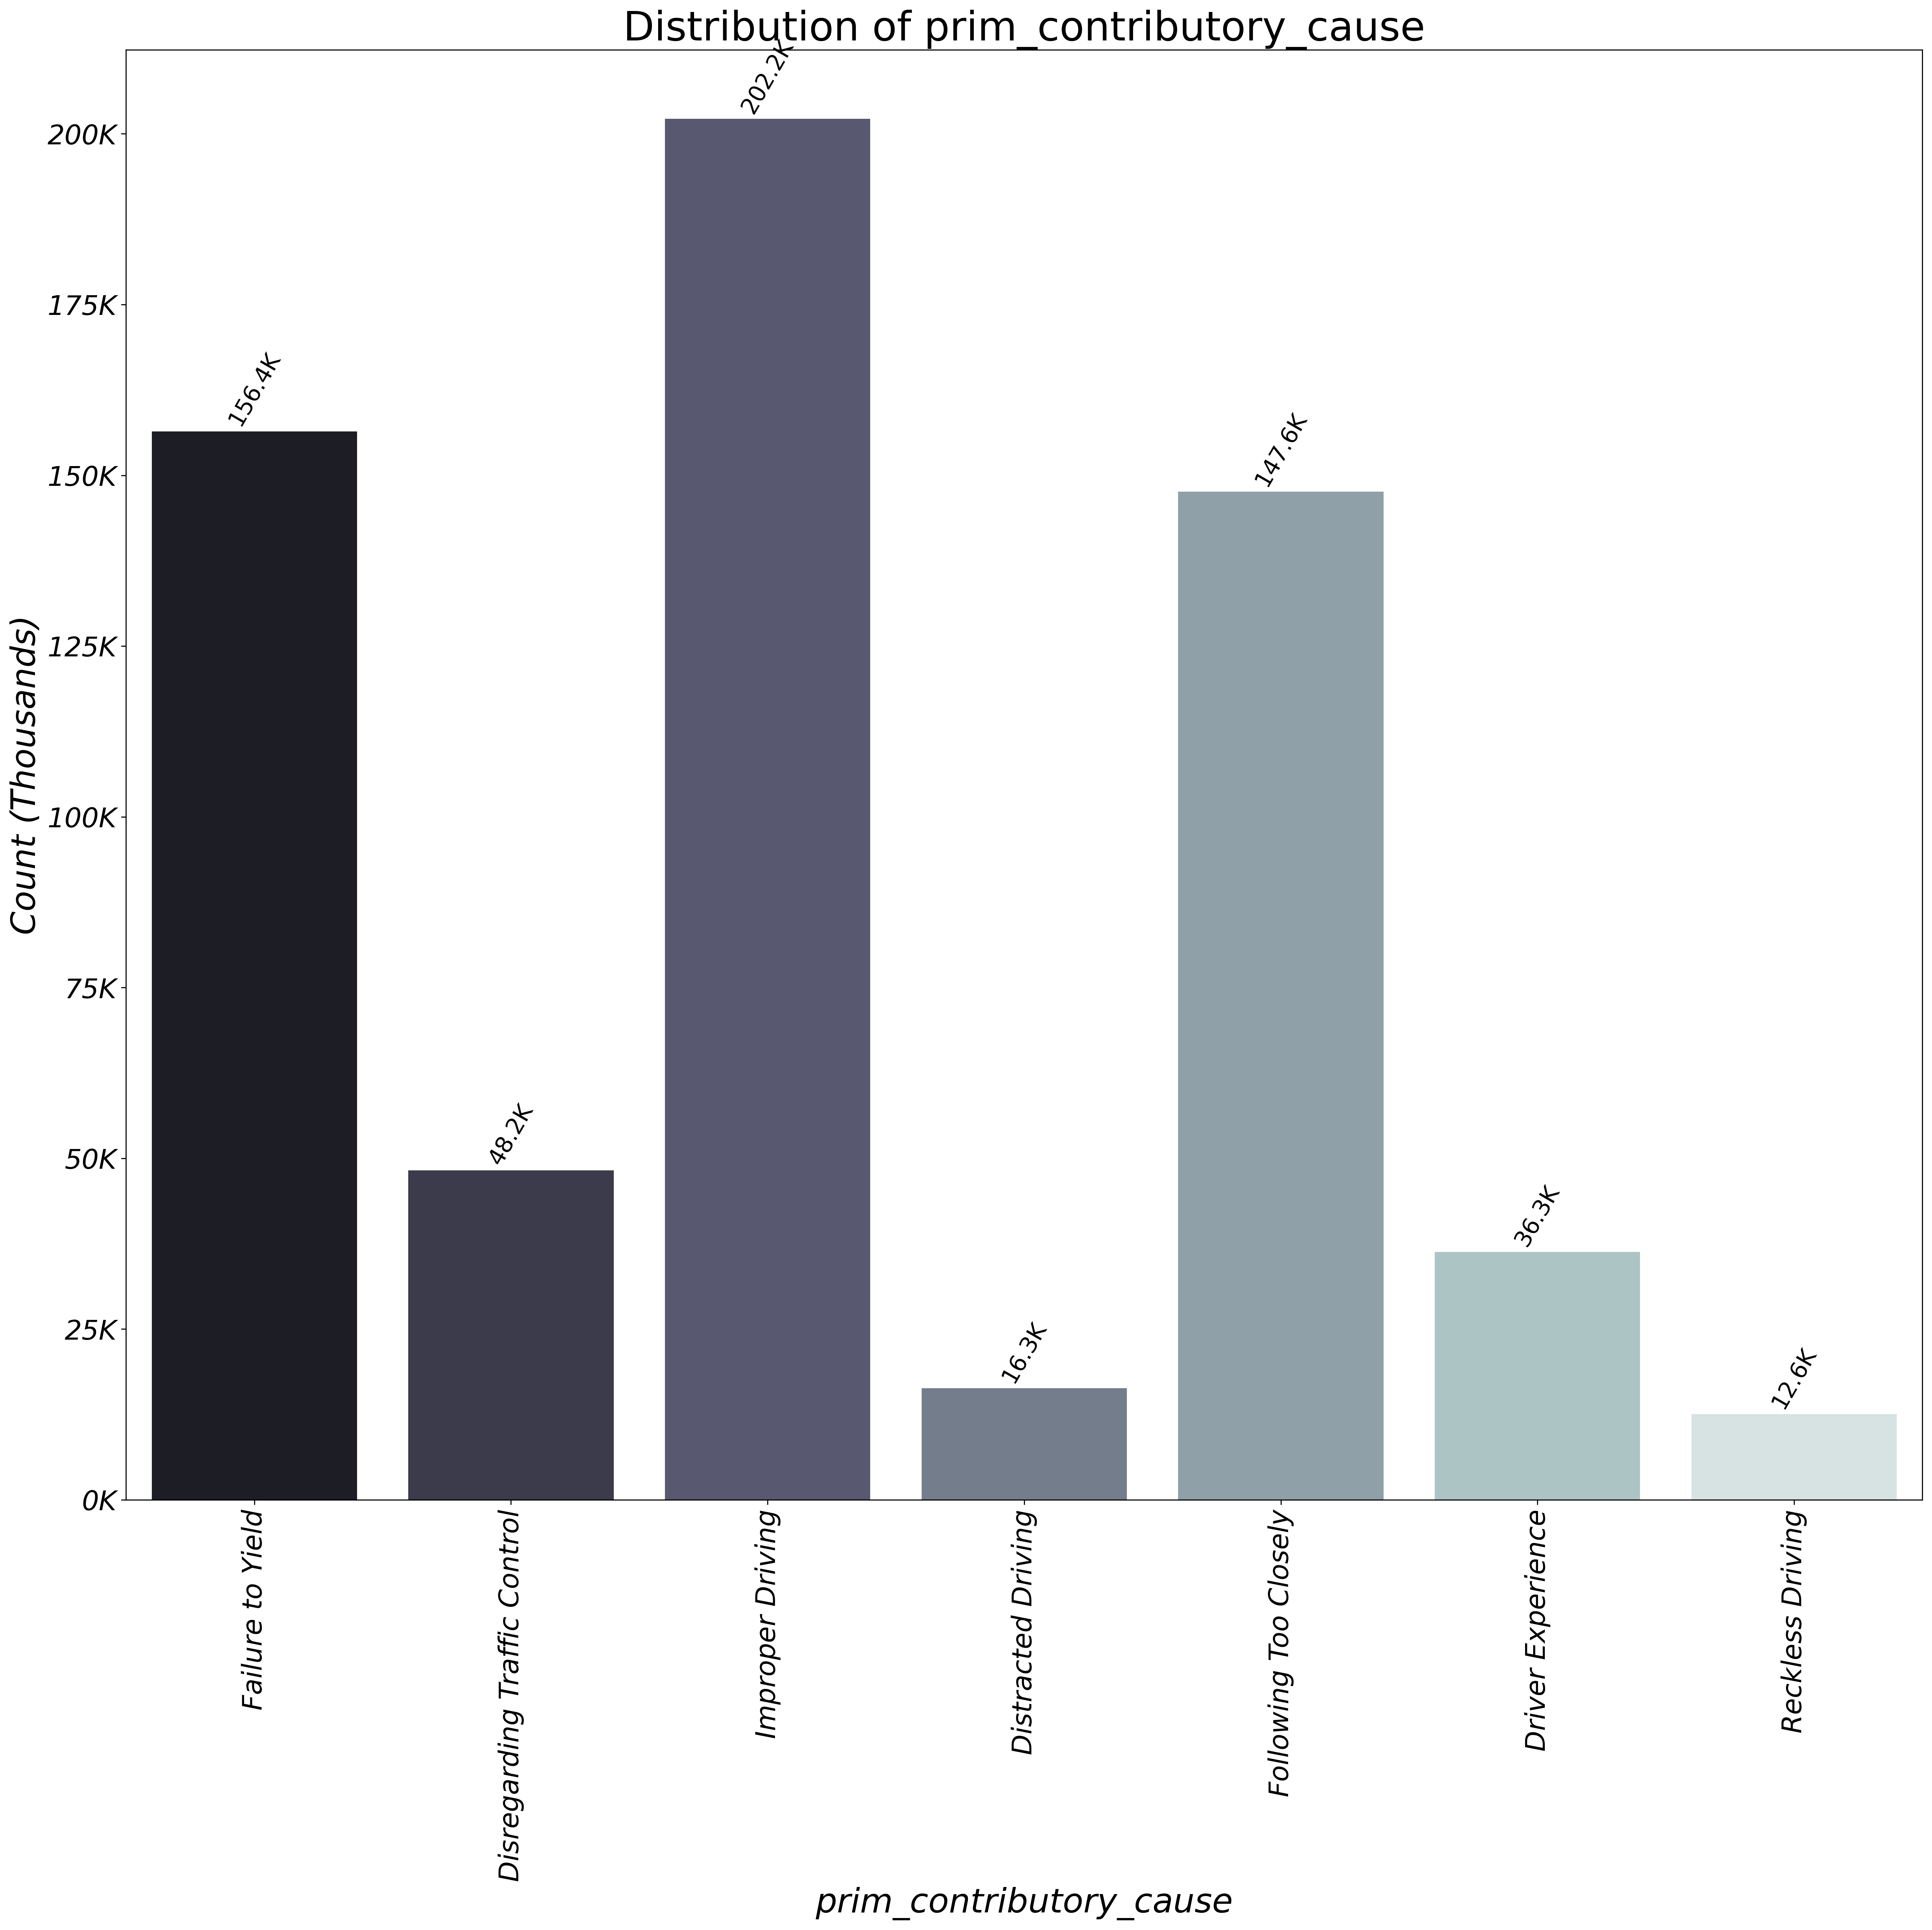 Distribution of prim_contributory_cause
202.2K
200K
175K
156.4K
150K
147.6K
125K
Count (Thousands)
100K
75K
50K
48.2K
36.3K
25K
16.3K
12.6K
0K
Failure to Yield
Disregarding Traffic Control
Improper Driving
Distracted Driving
Following Too Closely
Driver Experience
Reckless Driving
prim_contributory_cause